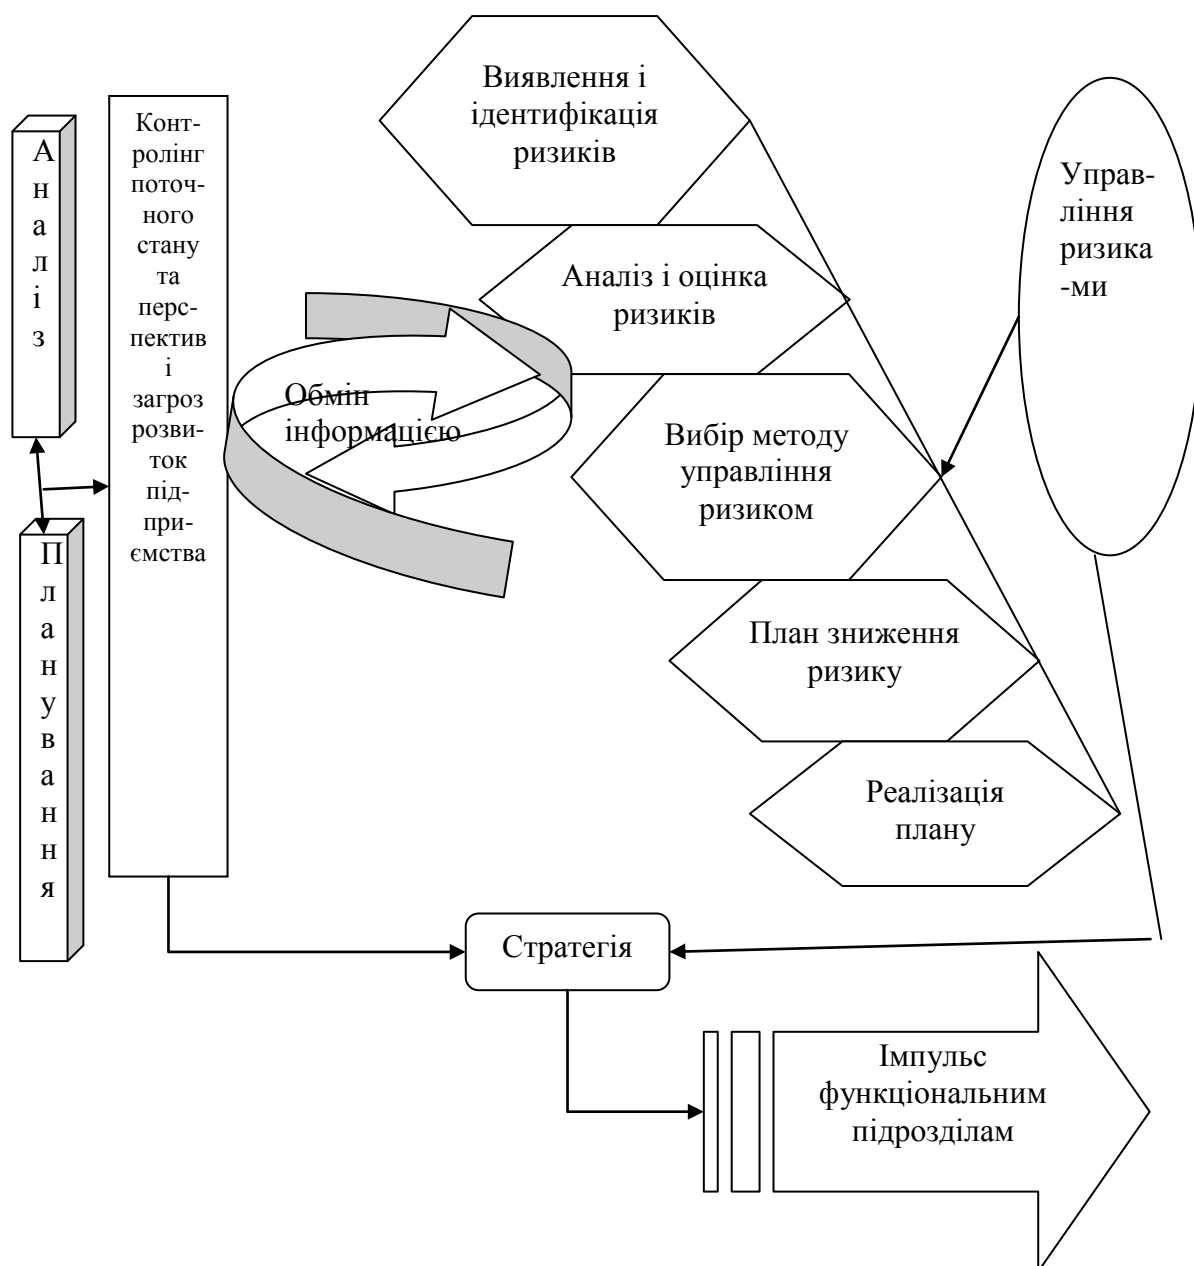 Виявлення і
ідентифікація
ризиків
Аналіз
Конт-
ролінг
поточ-
ного
стану
та
перс-
пектив
і
загроз
розви-
ток
під-
при-
ємства
Управ-
ління
ризика
-ми
Аналіз і оцінка
ризиків
Обмін
інформацією
Вибір методу
управління
ризиком
Планування
План зниження
ризику
Реалізація
плану
Стратегія
Імпульс
функціональним
підрозділам